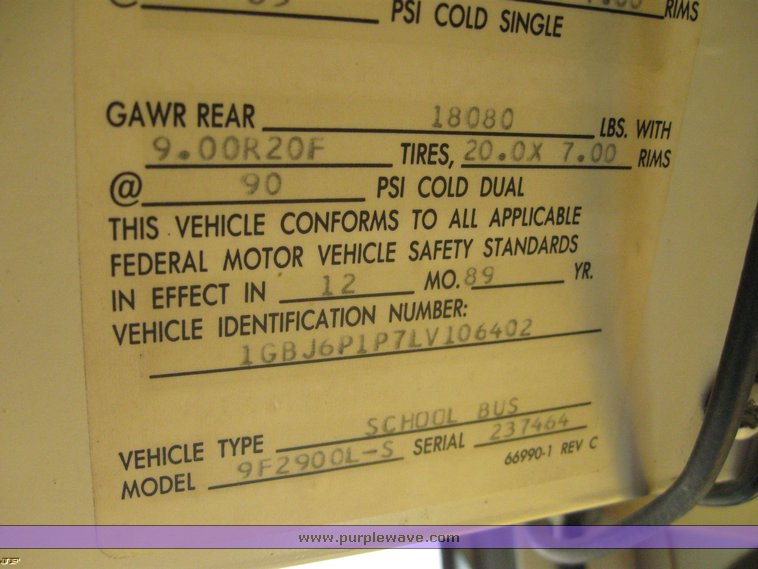 @ PSI COLD SINGLE RIMS
GAWR REAR 18080 LBS. WITH
9.00R20F TIRES, 20.0X 7.00 RIMS
@ 90 PSI COLD DUAL
THIS VEHICLE CONFORMS TO ALL APPLICABLE
FEDERAL MOTOR VEHICLE SAFETY STANDARDS
IN EFFECT IN 12 MO. 89 YR.
VEHICLE IDENTIFICATION NUMBER:
1GBJ6P1P7LV106402
VEHICLE TYPE SCHOOL BUS
MODEL 9F2900L-S SERIAL 237464
66990-1 REV C
www.purplewave.com